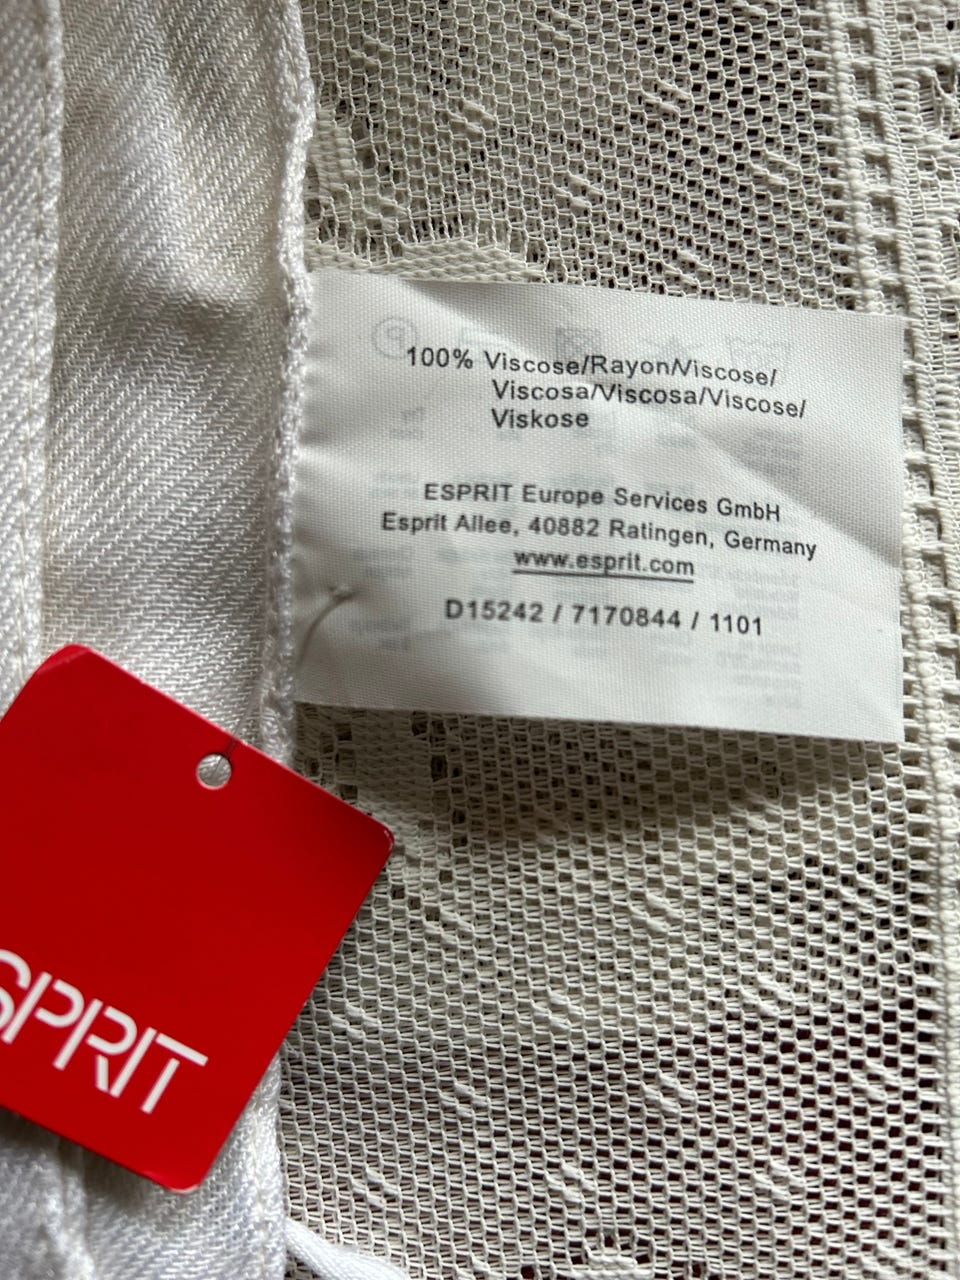 100% Viscose/Rayon/Viscose/
Viscosa/Viscosa/Viscose/
Viskose
ESPRIT Europe Services GmbH
Esprit Allee, 40882 Ratingen, Germany
www.esprit.com
D15242 / 7170844 / 1101
SPRIT